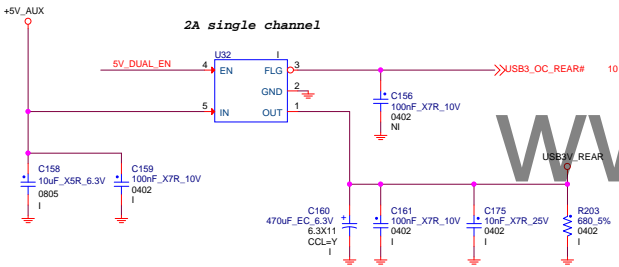 +5V_AUX
2A single channel
U32 I
5V_DUAL_EN 4 EN FLG 3 USB3_OC_REAR# 10
GND 2
5 IN OUT 1
C156
100nF_X7R_10V
0402
NI
USB3V_REAR
C158
10uF_X5R_6.3V
0805
I
C159
100nF_X7R_10V
0402
I
C160
470uF_EC_6.3V
6.3X11
CCL=Y
I
C161
100nF_X7R_10V
0402
I
C175
10nF_X7R_25V
0402
I
R203
680_5%
0402
I